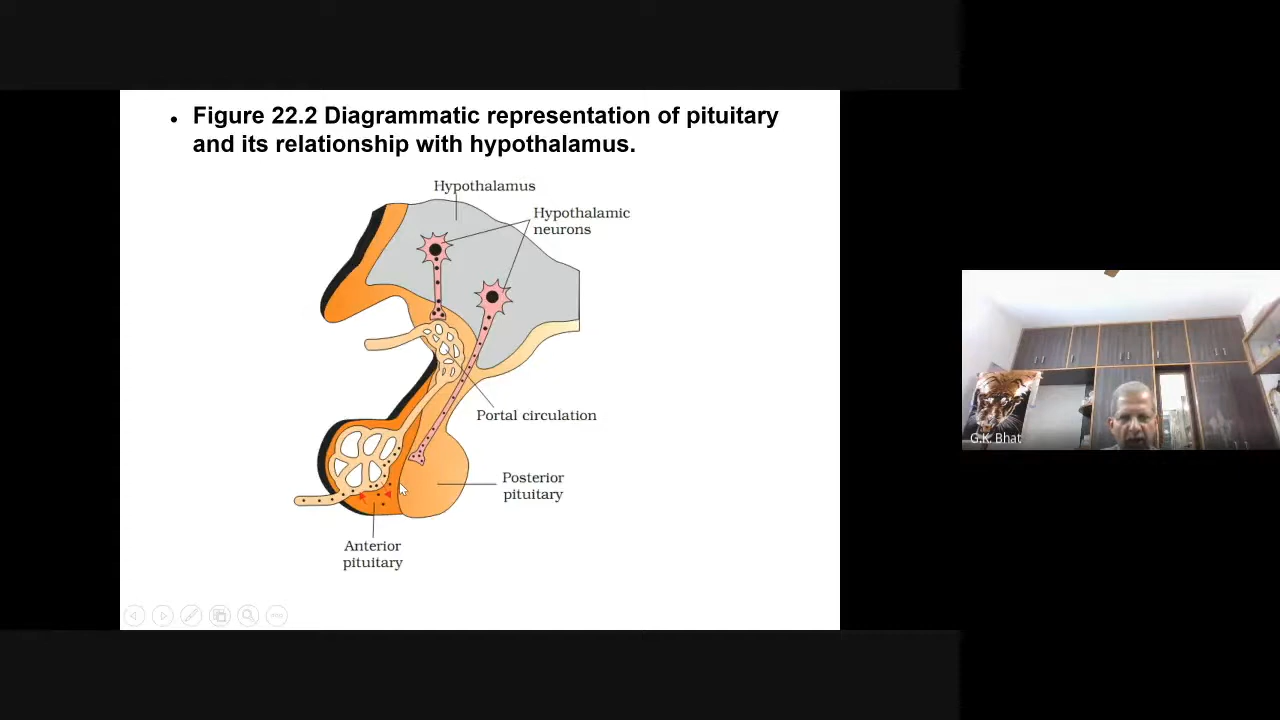 • Figure 22.2 Diagrammatic representation of pituitary
and its relationship with hypothalamus.
Hypothalamus
Hypothalamic
neurons
Portal circulation
Posterior
pituitary
Anterior
pituitary
G.K. Bhat